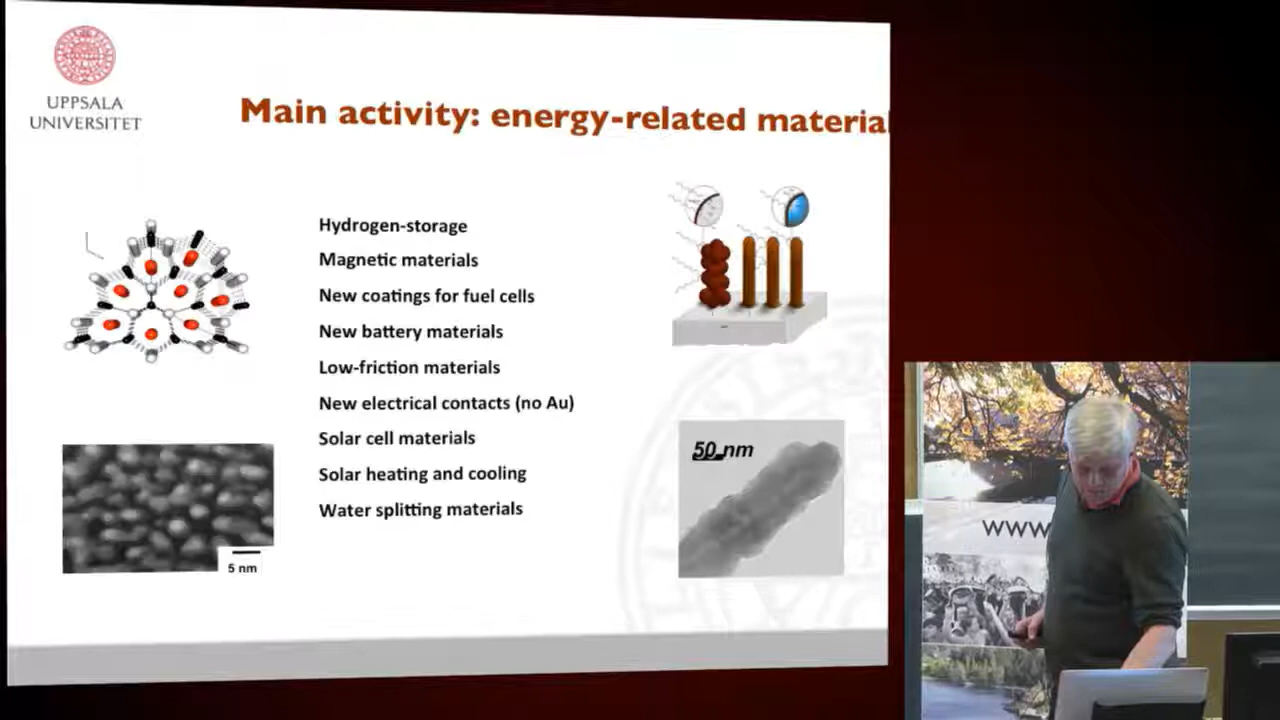 UPPSALA
UNIVERSITET
Main activity: energy-related material
Hydrogen-storage
Magnetic materials
New coatings for fuel cells
New battery materials
Low-friction materials
New electrical contacts (no Au)
Solar cell materials
Solar heating and cooling
Water splitting materials
5 nm
50 nm
www